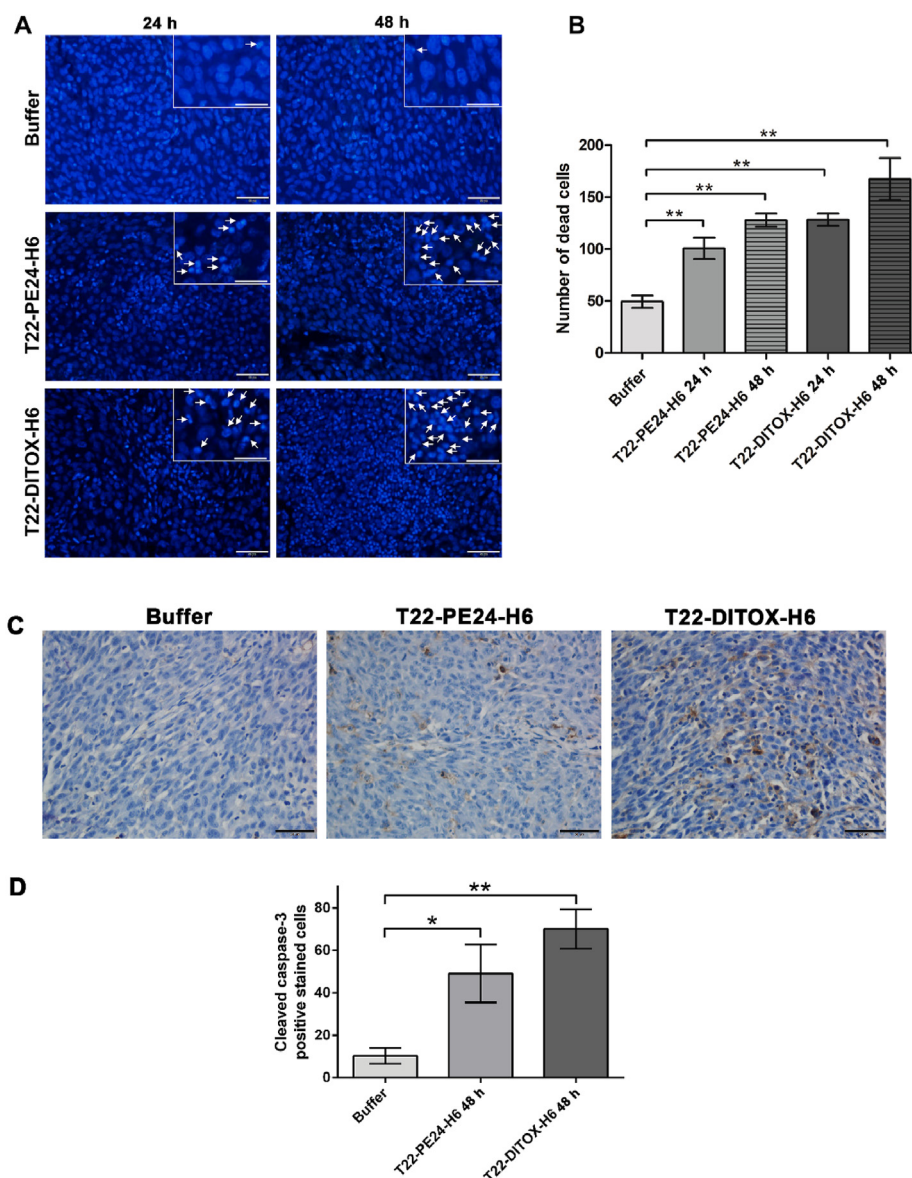 A
24 h
48 h
Buffer
T22-PE24-H6
T22-DITOX-H6
B
Number of dead cells
200
150
100
50
0
**
**
**
**
Buffer
T22-PE24-H6 24 h
T22-PE24-H6 48 h
T22-DITOX-H6 24 h
T22-DITOX-H6 48 h
C
Buffer
T22-PE24-H6
T22-DITOX-H6
D
Cleaved caspase-3
positive stained cells
80
60
40
20
0
**
*
Buffer
T22-PE24-H6 48 h
T22-DITOX-H6 48 h